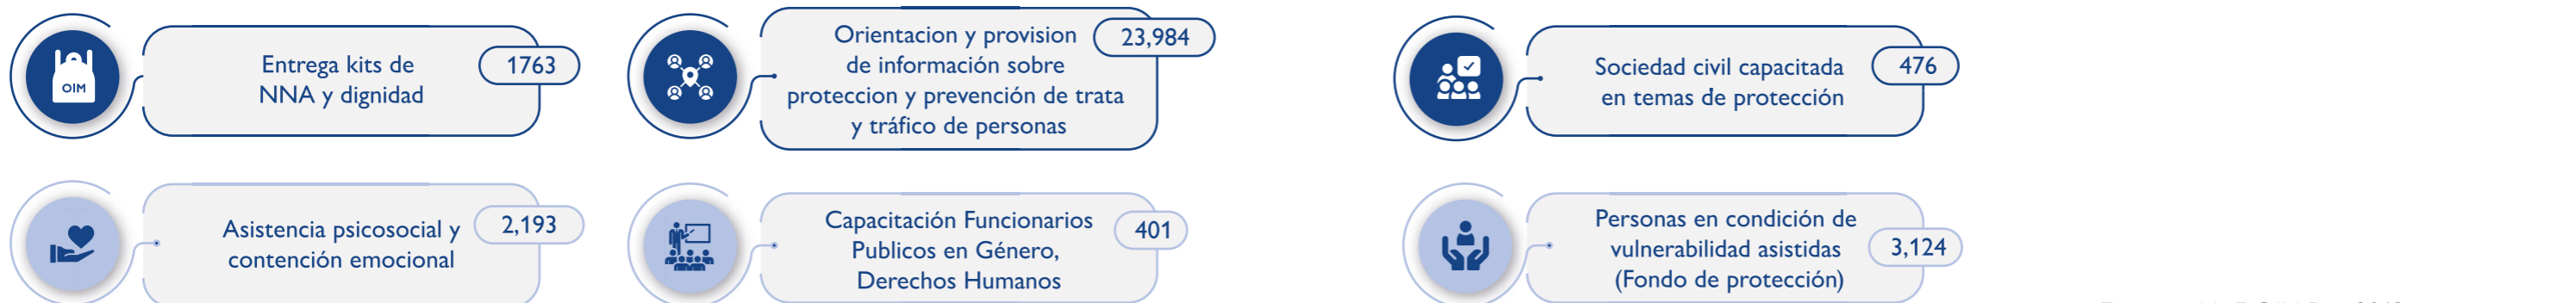 OIM
Entrega kits de
NNA y dignidad
1763
Orientacion y provision
de información sobre
proteccion y prevención de trata
y tráfico de personas
23,984
Sociedad civil capacitada
en temas de protección
476
Asistencia psicosocial y
contención emocional
2,193
Capacitación Funcionarios
Publicos en Género,
Derechos Humanos
401
Personas en condición de
vulnerabilidad asistidas
(Fondo de protección)
3,124